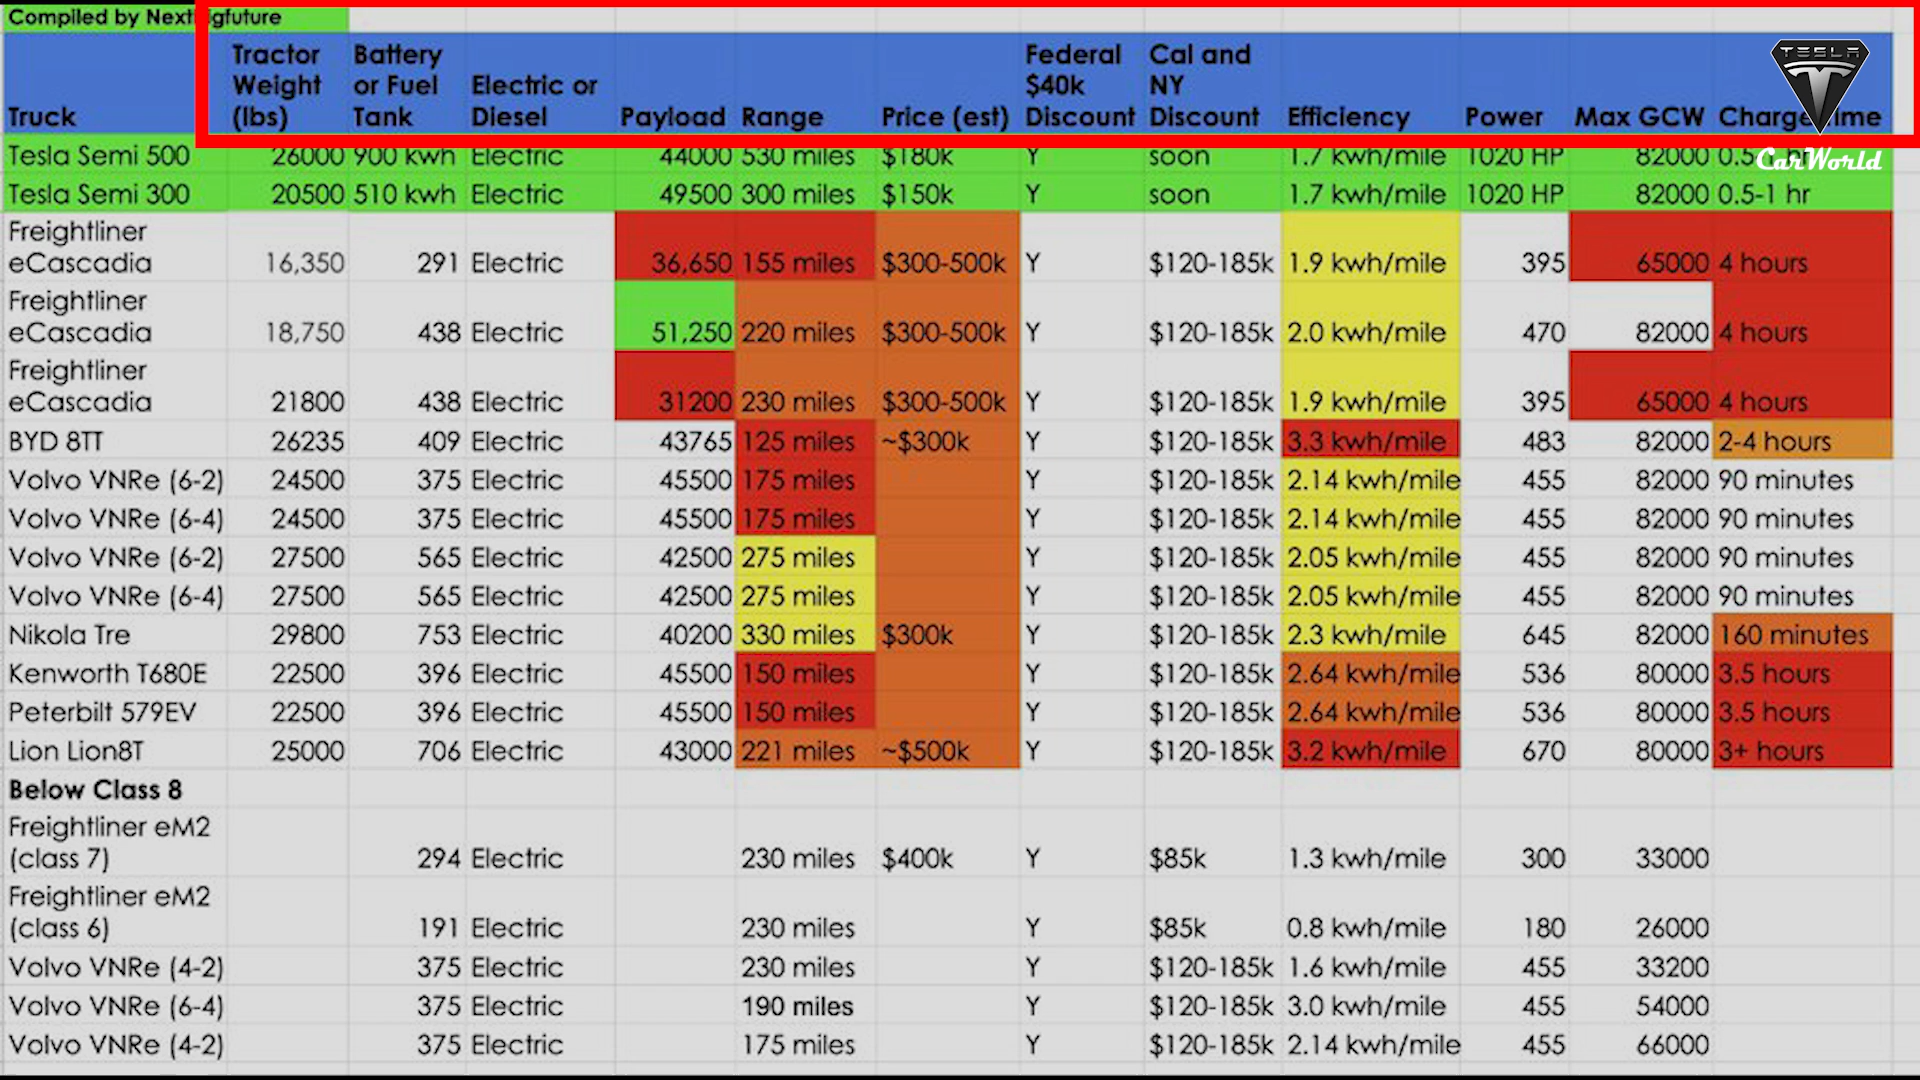 Compiled by Next igfuture
Truck Tractor Weight (lbs) Battery or Fuel Tank Electric or Diesel Payload Range Price (est) Federal $40k Discount Cal and NY Discount Efficiency Power Max GCW Charge ime
TESLA
CarWorld
Tesla Semi 500 26000 900 kwh Electric 44000 530 miles $180k Y soon 1.7 kwh/mile 1020 HP 82000 0.5-1 hr
Tesla Semi 300 20500 510 kwh Electric 49500 300 miles $150k Y soon 1.7 kwh/mile 1020 HP 82000 0.5-1 hr
Freightliner eCascadia 16,350 291 Electric 36,650 155 miles $300-500k Y $120-185k 1.9 kwh/mile 395 65000 4 hours
Freightliner eCascadia 18,750 438 Electric 51,250 220 miles $300-500k Y $120-185k 2.0 kwh/mile 470 82000 4 hours
Freightliner eCascadia 21800 438 Electric 31200 230 miles $300-500k Y $120-185k 1.9 kwh/mile 395 65000 4 hours
BYD 8TT 26235 409 Electric 43765 125 miles ~$300k Y $120-185k 3.3 kwh/mile 483 82000 2-4 hours
Volvo VNRe (6-2) 24500 375 Electric 45500 175 miles Y $120-185k 2.14 kwh/mile 455 82000 90 minutes
Volvo VNRe (6-4) 24500 375 Electric 45500 175 miles Y $120-185k 2.14 kwh/mile 455 82000 90 minutes
Volvo VNRe (6-2) 27500 565 Electric 42500 275 miles Y $120-185k 2.05 kwh/mile 455 82000 90 minutes
Volvo VNRe (6-4) 27500 565 Electric 42500 275 miles Y $120-185k 2.05 kwh/mile 455 82000 90 minutes
Nikola Tre 29800 753 Electric 40200 330 miles $300k Y $120-185k 2.3 kwh/mile 645 82000 160 minutes
Kenworth T680E 22500 396 Electric 45500 150 miles Y $120-185k 2.64 kwh/mile 536 80000 3.5 hours
Peterbilt 579EV 22500 396 Electric 45500 150 miles Y $120-185k 2.64 kwh/mile 536 80000 3.5 hours
Lion Lion8T 25000 706 Electric 43000 221 miles ~$500k Y $120-185k 3.2 kwh/mile 670 80000 3+ hours
Below Class 8
Freightliner eM2 (class 7) 294 Electric 230 miles $400k Y $85k 1.3 kwh/mile 300 33000
Freightliner eM2 (class 6) 191 Electric 230 miles Y $85k 0.8 kwh/mile 180 26000
Volvo VNRe (4-2) 375 Electric 230 miles Y $120-185k 1.6 kwh/mile 455 33200
Volvo VNRe (6-4) 375 Electric 190 miles Y $120-185k 3.0 kwh/mile 455 54000
Volvo VNRe (4-2) 375 Electric 175 miles Y $120-185k 2.14 kwh/mile 455 66000